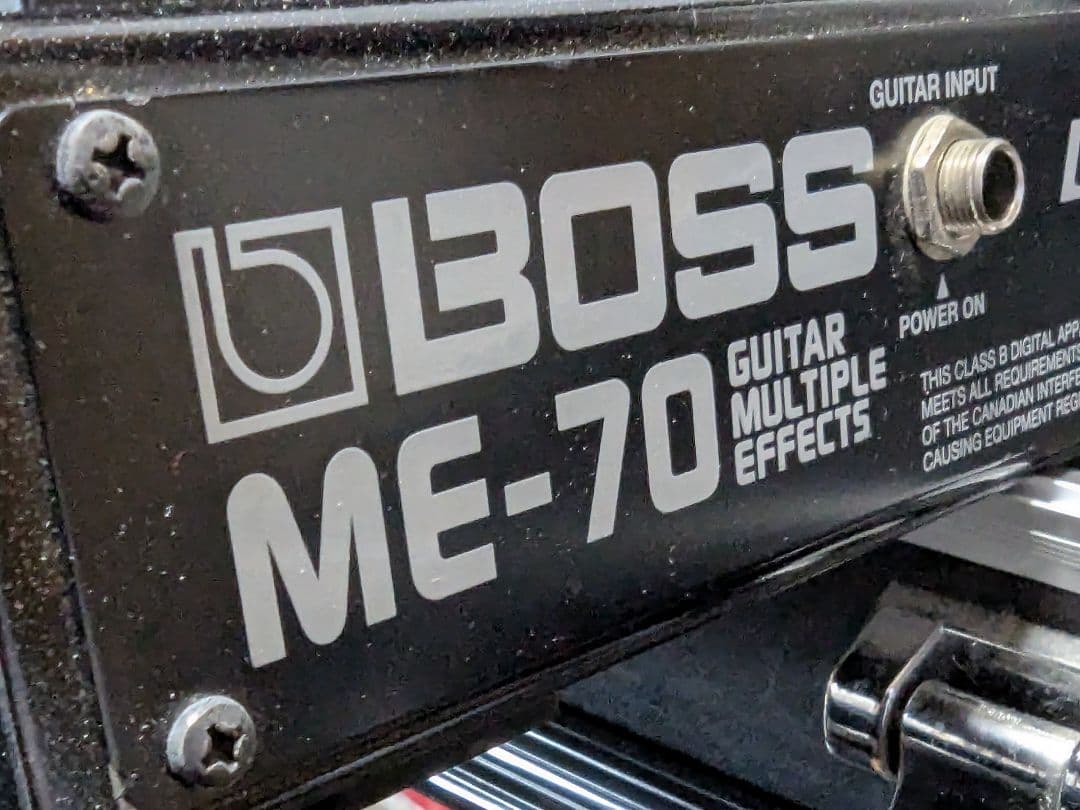 GUITAR INPUT
BOSS
POWER ON
ME-70
GUITAR
MULTIPLE
EFFECTS
THIS CLASS B DIGITAL
MEETS ALL REQUIREMENTS
OF THE CANADIAN
CAUSING EQUIPMENT